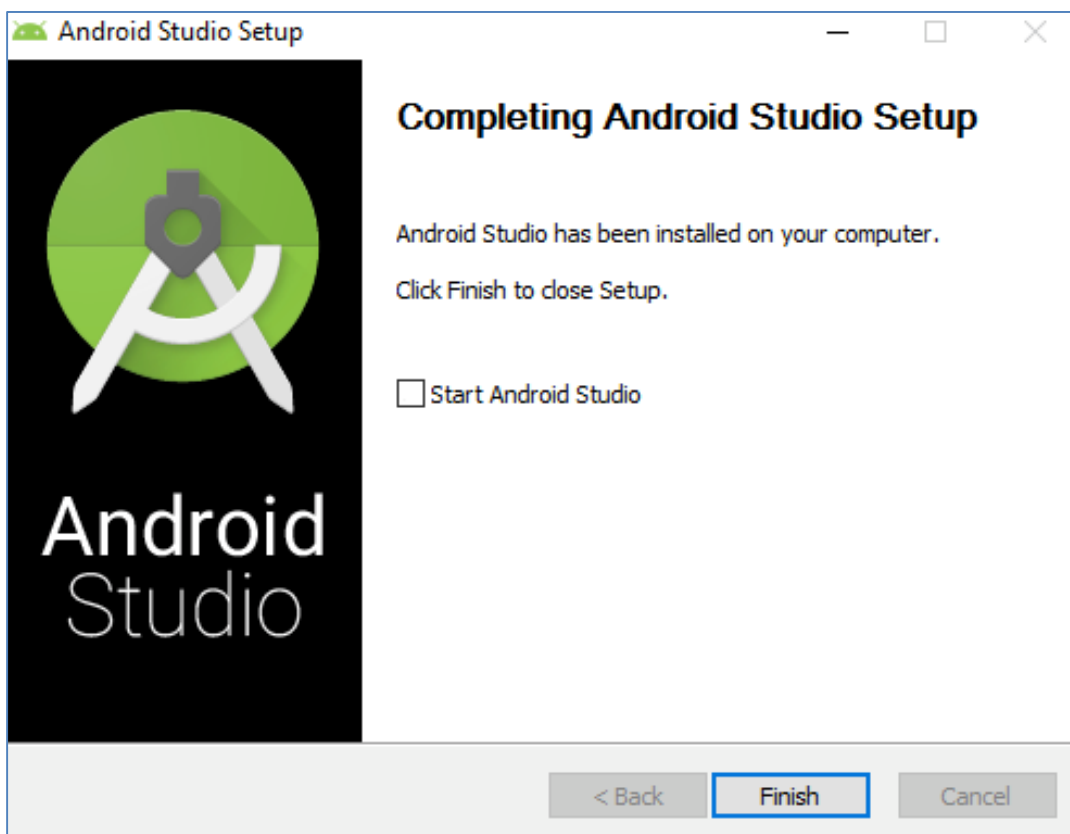 Android Studio Setup
Completing Android Studio Setup
Android Studio has been installed on your computer.
Click Finish to close Setup.
Start Android Studio
Android
Studio
< Back
Finish
Cancel